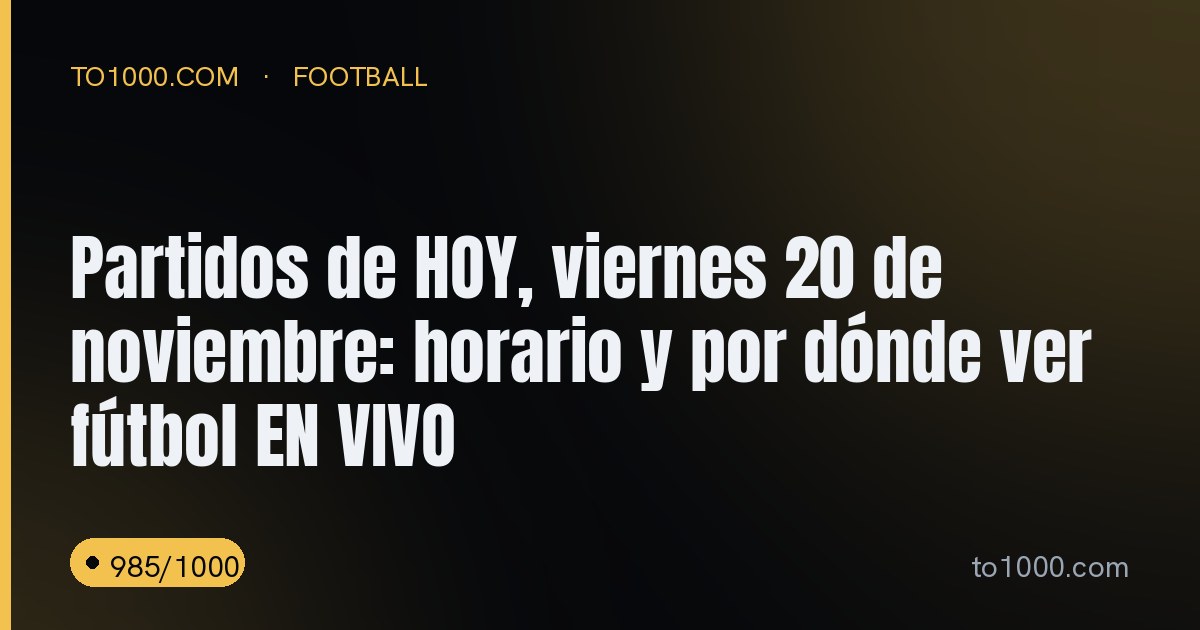 TO1000.COM · FOOTBALL
Partidos de HOY, viernes 20 de
noviembre: horario y por dónde ver
fútbol EN VIVO
985/1000
to1000.com